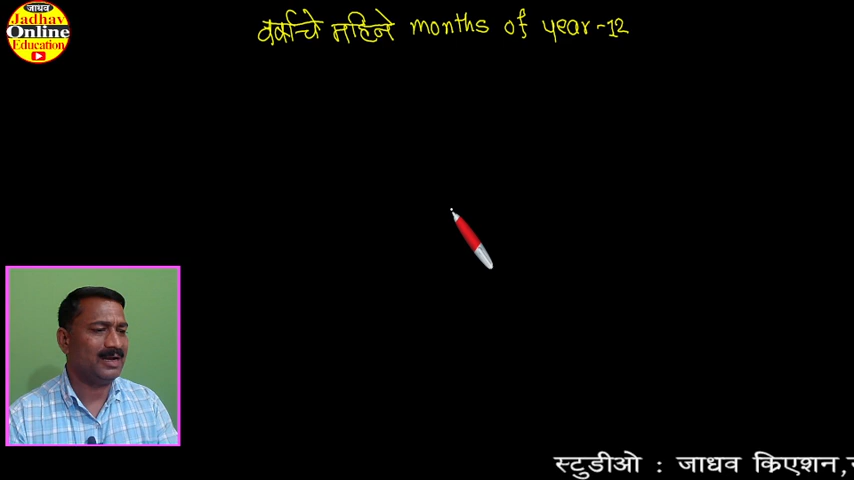 जाधव
Jadhav
Online
Education
वर्षाचे महिने months of year-12
स्टुडीओ : जाधव किएशन,